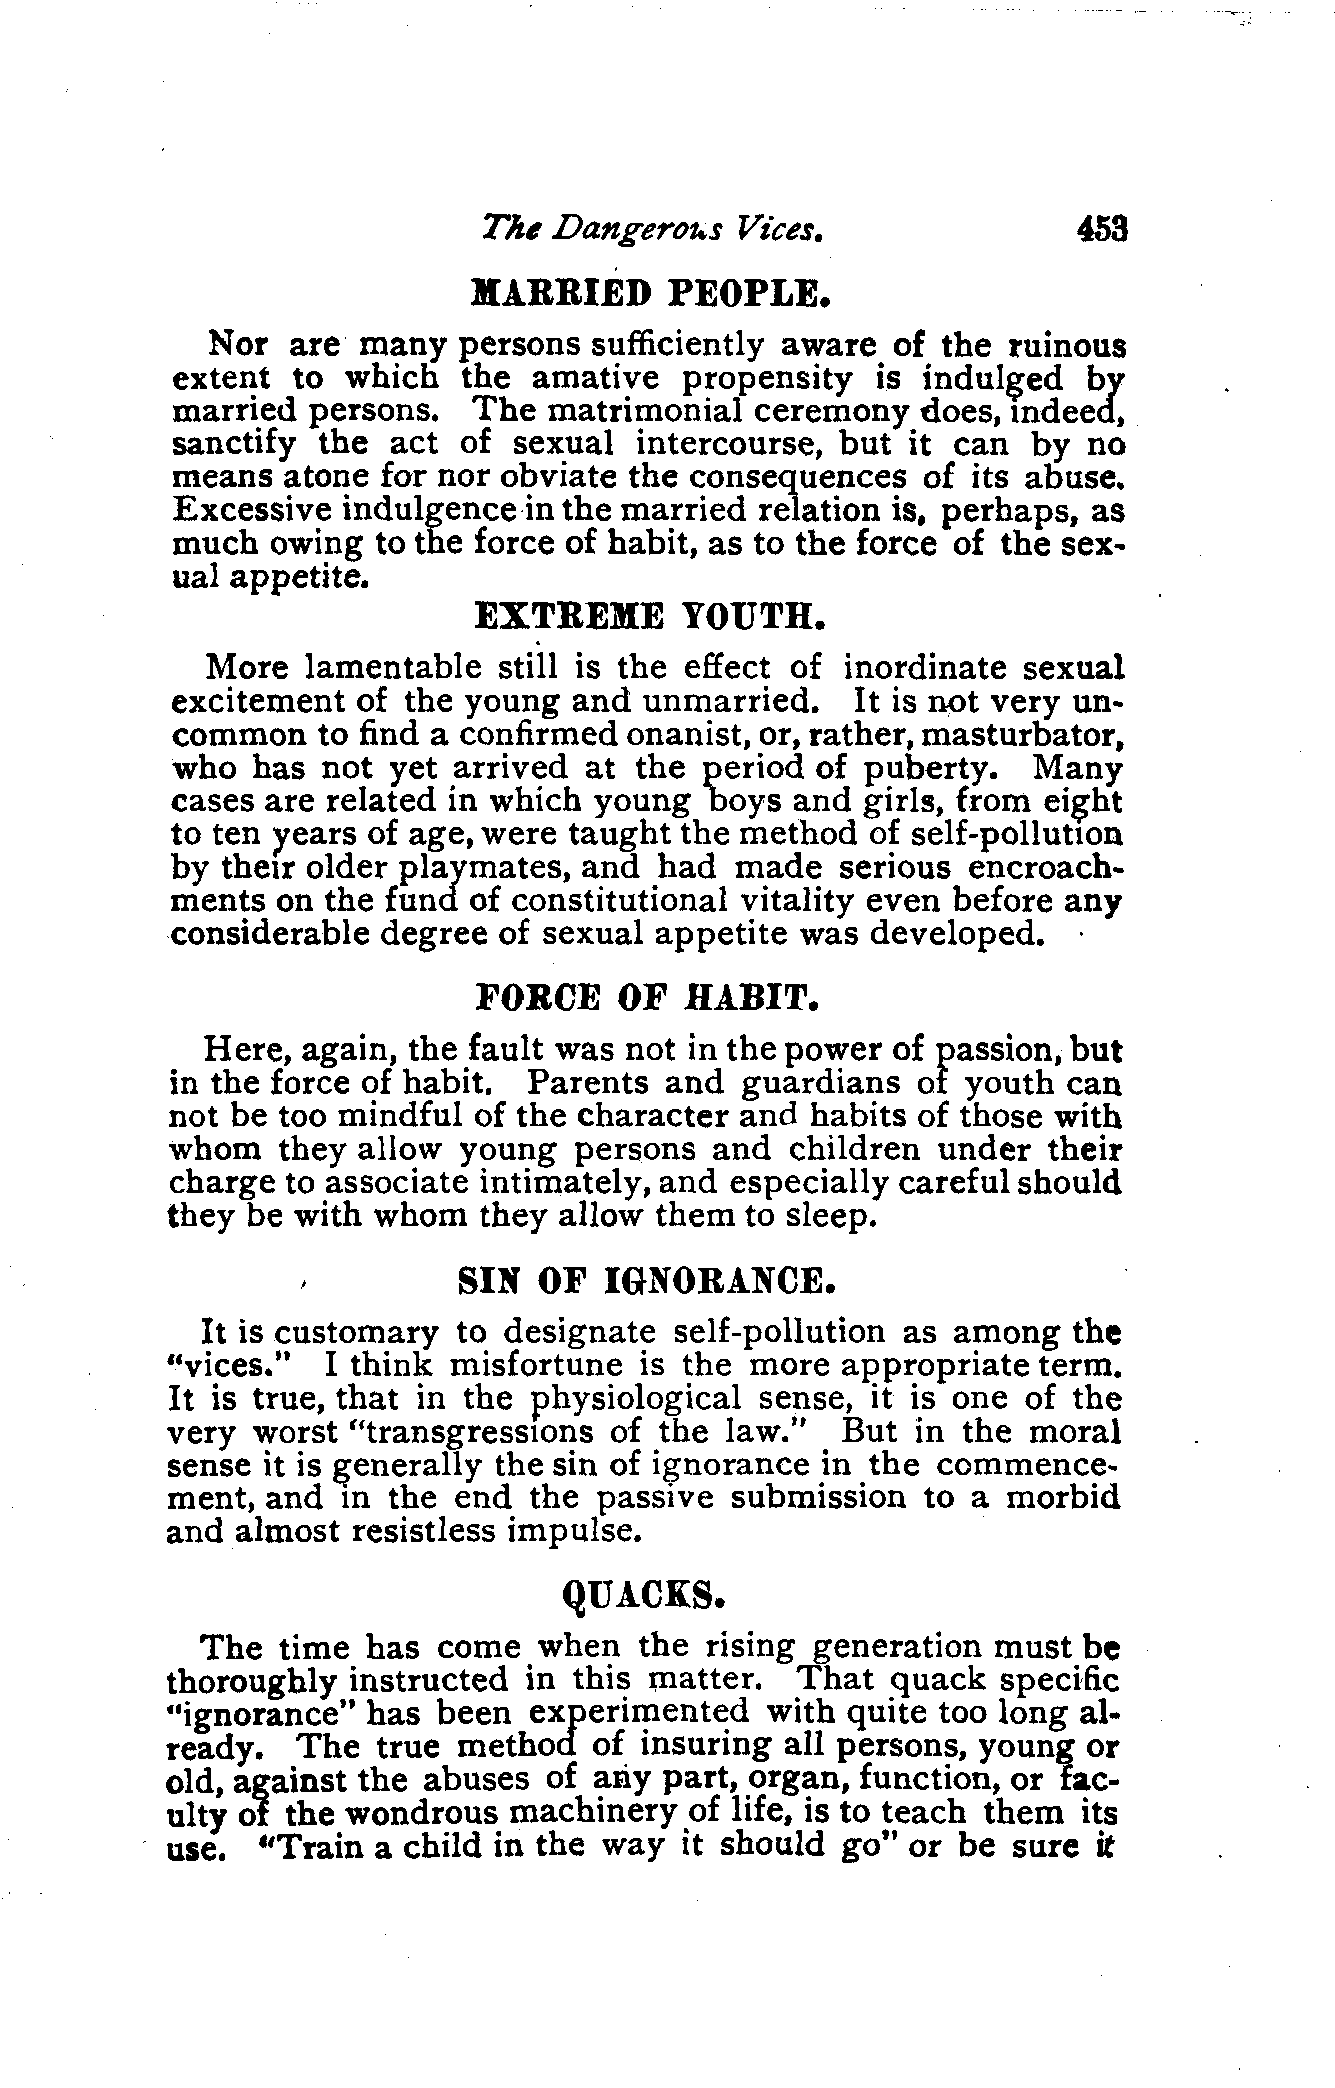 The Dangerous Vices. 453
MARRIED PEOPLE.
Nor are many persons sufficiently aware of the ruinous
extent to which the amative propensity is indulged by
married persons. The matrimonial ceremony does, indeed,
sanctify the act of sexual intercourse, but it can by no
means atone for nor obviate the consequences of its abuse.
Excessive indulgence in the married relation is, perhaps, as
much owing to the force of habit, as to the force of the sex-
ual appetite.
EXTREME YOUTH.
More lamentable still is the effect of inordinate sexual
excitement of the young and unmarried. It is not very un-
common to find a confirmed onanist, or, rather, masturbator,
who has not yet arrived at the period of puberty. Many
cases are related in which young boys and girls, from eight
to ten years of age, were taught the method of self-pollution
by their older playmates, and had made serious encroach-
ments on the fund of constitutional vitality even before any
considerable degree of sexual appetite was developed.
FORCE OF HABIT.
Here, again, the fault was not in the power of passion, but
in the force of habit. Parents and guardians of youth can
not be too mindful of the character and habits of those with
whom they allow young persons and children under their
charge to associate intimately, and especially careful should
they be with whom they allow them to sleep.
SIN OF IGNORANCE.
It is customary to designate self-pollution as among the
"vices." I think misfortune is the more appropriate term.
It is true, that in the physiological sense, it is one of the
very worst "transgressions of the law." But in the moral
sense it is generally the sin of ignorance in the commence-
ment, and in the end the passive submission to a morbid
and almost resistless impulse.
QUACKS.
The time has come when the rising generation must be
thoroughly instructed in this matter. That quack specific
"ignorance" has been experimented with quite too long al-
ready. The true method of insuring all persons, young or
old, against the abuses of any part, organ, function, or fac-
ulty of the wondrous machinery of life, is to teach them its
use. "Train a child in the way it should go" or be sure it